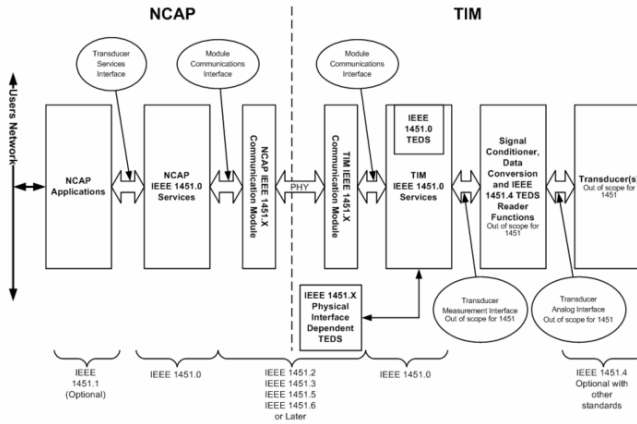 NCAP
TIM
Transducer
Services
Interface
Module
Communications
Interface
Module
Communications
Interface
Users Network
NCAP
Applications
NCAP
IEEE 1451.0
Services
NCAP IEEE 1451.X
Communication Module
PHY
TIM IEEE 1451.X
Communication Module
IEEE
1451.0
TEDS
TIM
IEEE 1451.0
Services
Signal
Conditioner,
Data
Conversion
and IEEE
1451.4 TEDS
Reader
Functions
Out of scope for
1451
Transducer(s)
Out of scope for
1451
IEEE 1451.X
Physical
Interface
Dependent
TEDS
Transducer
Measurement Interface
Out of scope for 1451
Transducer
Analog Interface
Out of scope for 1451
IEEE
1451.1
(Optional)
IEEE 1451.0
IEEE 1451.2
IEEE 1451.3
IEEE 1451.5
IEEE 1451.6
or Later
IEEE 1451.0
IEEE 1451.4
Optional with
other
standards